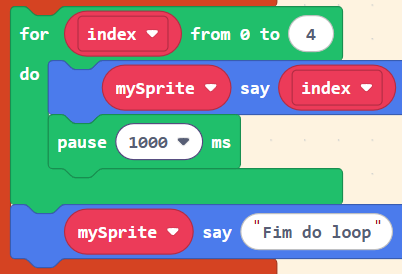 for index from 0 to 4
do
mySprite say index
pause 1000 ms
mySprite say "Fim do loop"